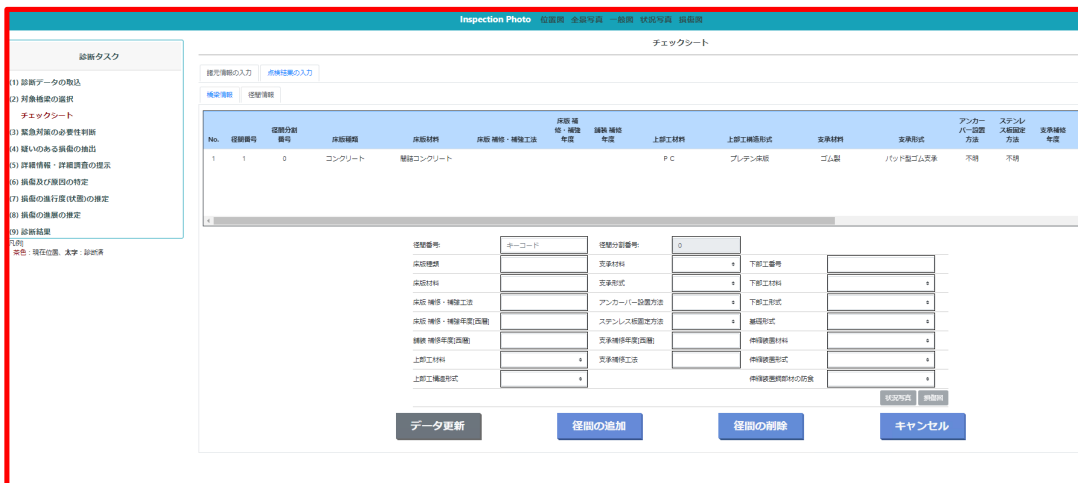 Inspection Photo 位置図 全景写真 一般図 状況写真 損傷図
チェックシート
診断タスク
(1) 診断データの取込
(2) 対象橋梁の選択
チェックシート
(3) 緊急対策の必要性判断
(4) 疑いのある損傷の抽出
(5) 詳細情報・詳細調査の提示
(6) 損傷及び原因の特定
(7) 損傷の進行度(状態)の推定
(8) 損傷の進展の推定
(9) 診断結果
凡例)
茶色：現在位置、太字：診断済
諸元情報の入力 点検結果の入力
橋梁情報 径間情報
No. 径間番号 径間分割番号 床版種類 床版材料 床版 補修・補強工法 床版 補修・補強年度 舗装 補修年度 上部工材料 上部工構造形式 支承材料 支承形式 アンカーバー設置方法 ステンレス板固定方法 支承補修年度
1 1 0 コンクリート 間詰コンクリート ＰＣ プレテン床版 ゴム製 パッド型ゴム支承 不明 不明
径間番号: キーコード 径間分割番号: 0
床版種類 支承材料 下部工番号
床版材料 支承形式 下部工材料
床版 補修・補強工法 アンカーバー設置方法 下部工形式
床版 補修・補強年度[西暦] ステンレス板固定方法 基礎形式
舗装 補修年度[西暦] 支承補修年度[西暦] 伸縮装置材料
上部工材料 支承補修工法 伸縮装置形式
上部工構造形式 伸縮装置鋼部材の防食
状況写真 損傷図
データ更新 径間の追加 径間の削除 キャンセル